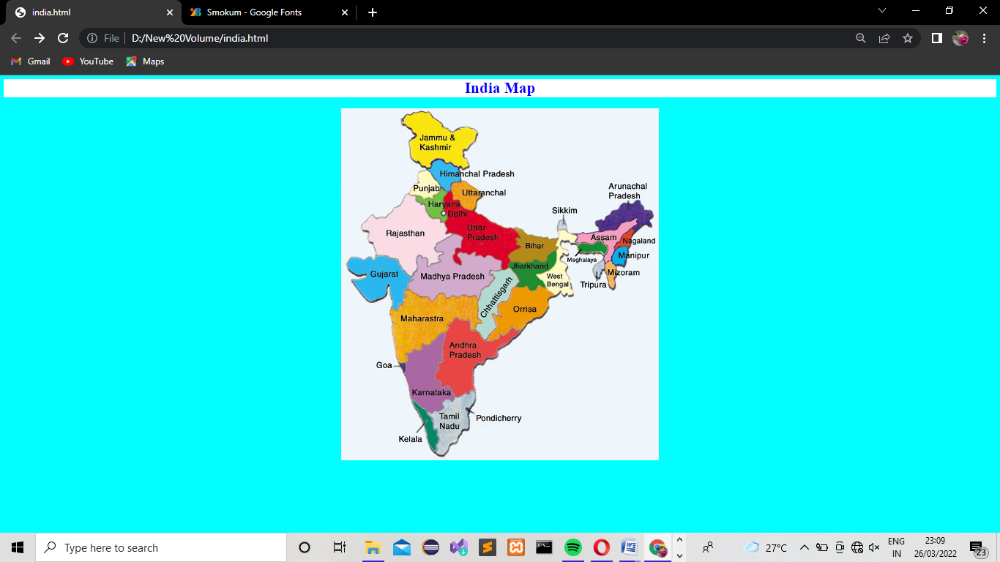 india.html
Smokum - Google Fonts
File
D:/New%20Volume/india.html
Gmail
YouTube
Maps
India Map
Jammu &
Kashmir
Himanchal Pradesh
Punjab
Uttaranchal
Haryana
Delhi
Arunachal
Pradesh
Sikkim
Rajasthan
Uttar
Pradesh
Bihar
Assam
Nagaland
Meghalaya
Manipur
Jharkhand
Gujarat
Madhya Pradesh
West
Bengal
Tripura
Mizoram
Chhattisgarh
Orrisa
Maharastra
Andhra
Pradesh
Goa
Karnataka
Tamil
Nadu
Pondicherry
Kelala
Type here to search
27°C
ENG
IN
23:09
26/03/2022
23